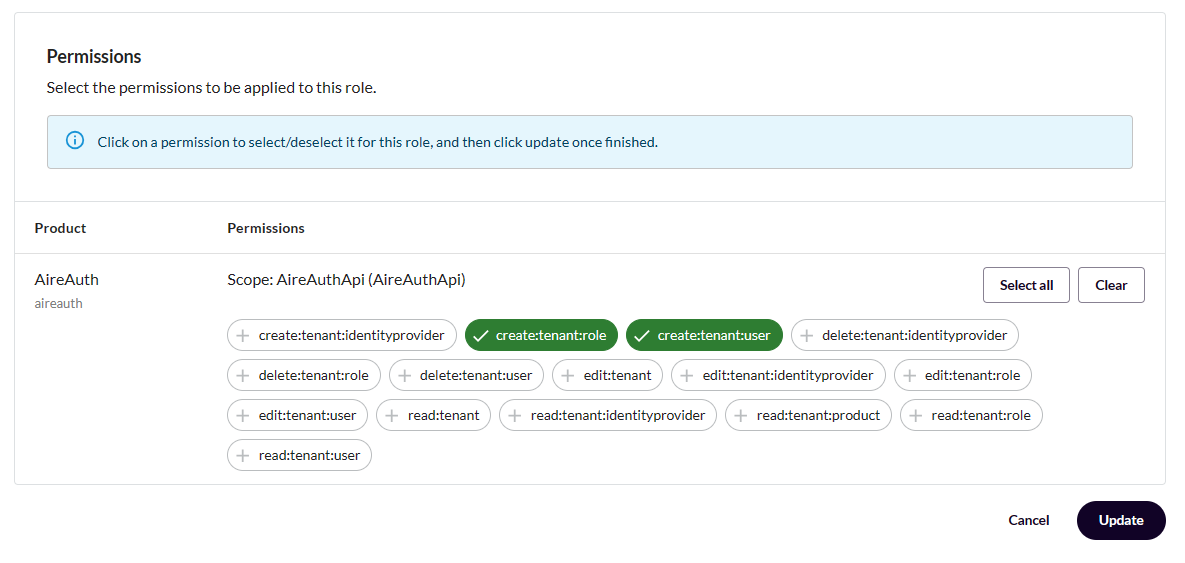 Permissions
Select the permissions to be applied to this role.
Click on a permission to select/deselect it for this role, and then click update once finished.
Product Permissions
AireAuth Scope: AireAuthApi (AireAuthApi) Select all Clear
aireauth
create:tenant:identityprovider create:tenant:role create:tenant:user delete:tenant:identityprovider
delete:tenant:role delete:tenant:user edit:tenant edit:tenant:identityprovider edit:tenant:role
edit:tenant:user read:tenant read:tenant:identityprovider read:tenant:product read:tenant:role
read:tenant:user
Cancel Update